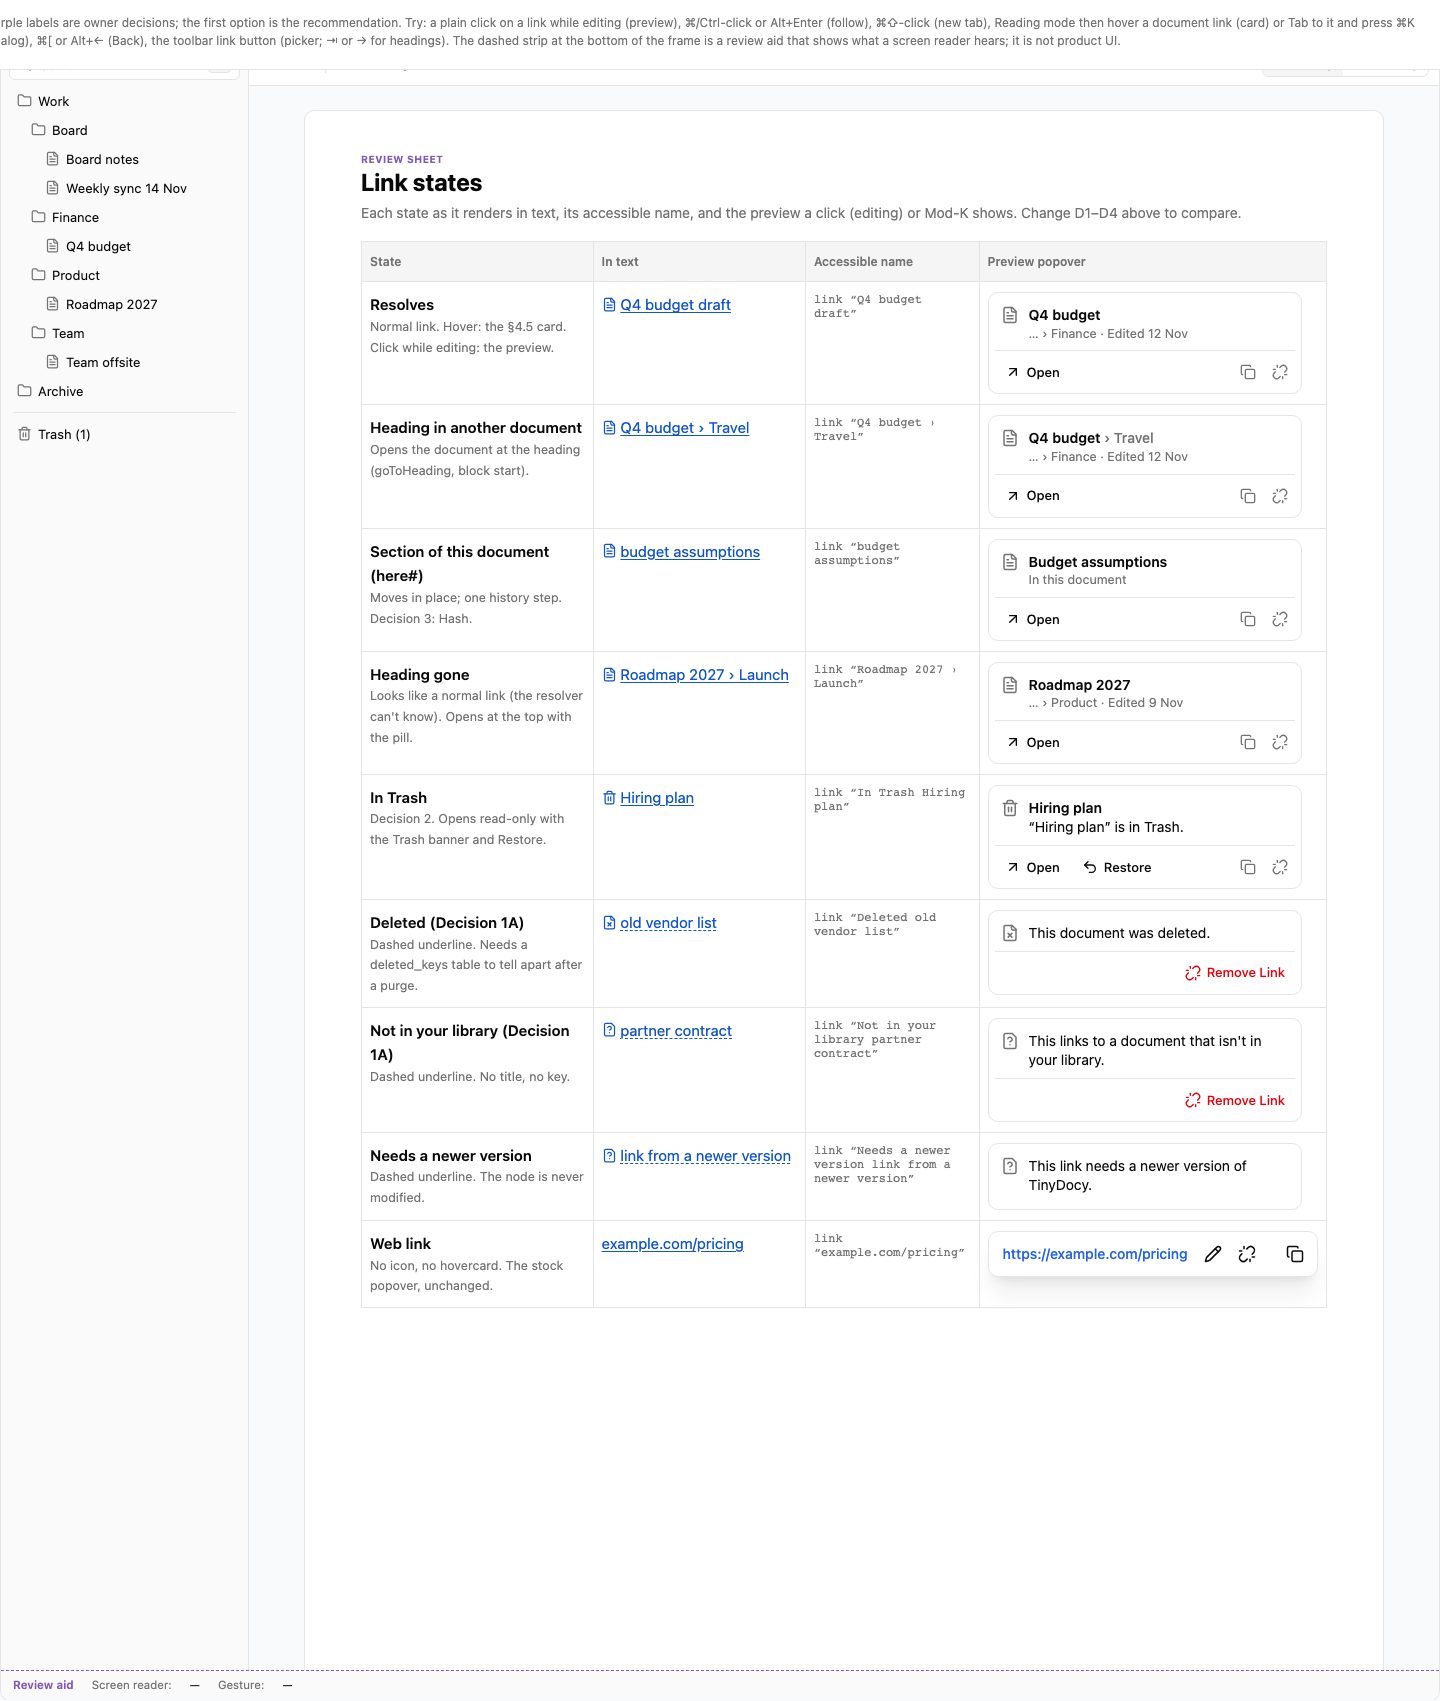 rple labels are owner decisions; the first option is the recommendation. Try: a plain click on a link while editing (preview), ⌘/Ctrl-click or Alt+Enter (follow), ⌘⇧-click (new tab), Reading mode then hover a document link (card) or Tab to it and press ⌘K
alog), ⌘[ or Alt+← (Back), the toolbar link button (picker; ⇥ or → for headings). The dashed strip at the bottom of the frame is a review aid that shows what a screen reader hears; it is not product UI.
Work
Board
Board notes
Weekly sync 14 Nov
Finance
Q4 budget
Product
Roadmap 2027
Team
Team offsite
Archive
Trash (1)
REVIEW SHEET
Link states
Each state as it renders in text, its accessible name, and the preview a click (editing) or Mod-K shows. Change D1–D4 above to compare.
State
In text
Accessible name
Preview popover
Resolves
Normal link. Hover: the §4.5 card.
Click while editing: the preview.
Q4 budget draft
link “Q4 budget
draft”
Q4 budget
… › Finance · Edited 12 Nov
Open
Heading in another document
Opens the document at the heading
(goToHeading, block start).
Q4 budget › Travel
link “Q4 budget ›
Travel”
Q4 budget › Travel
… › Finance · Edited 12 Nov
Open
Section of this document
(here#)
Moves in place; one history step.
Decision 3: Hash.
budget assumptions
link “budget
assumptions”
Budget assumptions
In this document
Open
Heading gone
Looks like a normal link (the resolver
can't know). Opens at the top with
the pill.
Roadmap 2027 › Launch
link “Roadmap 2027 ›
Launch”
Roadmap 2027
… › Product · Edited 9 Nov
Open
In Trash
Decision 2. Opens read-only with
the Trash banner and Restore.
Hiring plan
link “In Trash Hiring
plan”
Hiring plan
“Hiring plan” is in Trash.
Open
Restore
Deleted (Decision 1A)
Dashed underline. Needs a
deleted_keys table to tell apart after
a purge.
old vendor list
link “Deleted old
vendor list”
This document was deleted.
Remove Link
Not in your library (Decision
1A)
Dashed underline. No title, no key.
partner contract
link “Not in your
library partner
contract”
This links to a document that isn't in
your library.
Remove Link
Needs a newer version
Dashed underline. The node is never
modified.
link from a newer version
link “Needs a newer
version link from a
newer version”
This link needs a newer version of
TinyDocy.
Web link
No icon, no hovercard. The stock
popover, unchanged.
example.com/pricing
link
“example.com/pricing”
https://example.com/pricing
Review aid
Screen reader: —
Gesture: —